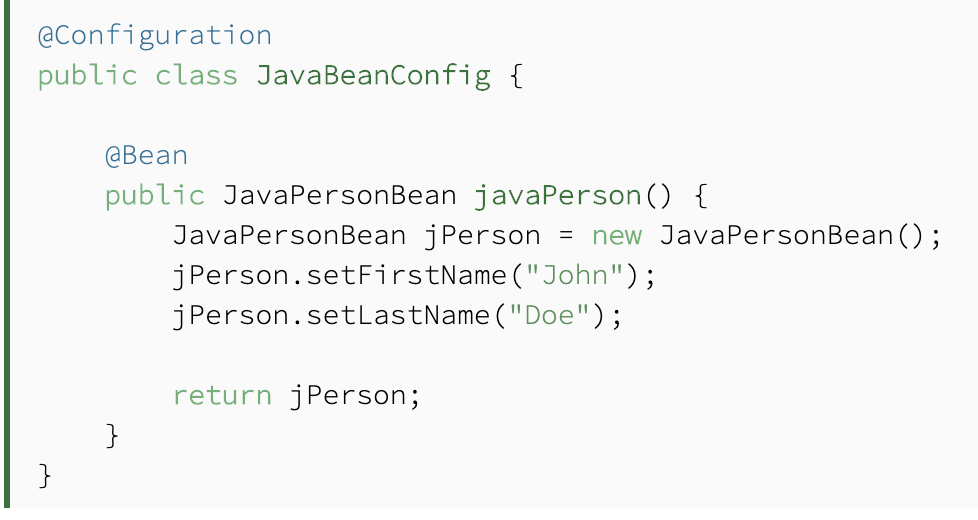 @Configuration
public class JavaBeanConfig {
@Bean
public JavaPersonBean javaPerson() {
JavaPersonBean jPerson = new JavaPersonBean();
jPerson.setFirstName("John");
jPerson.setLastName("Doe");
return jPerson;
}
}